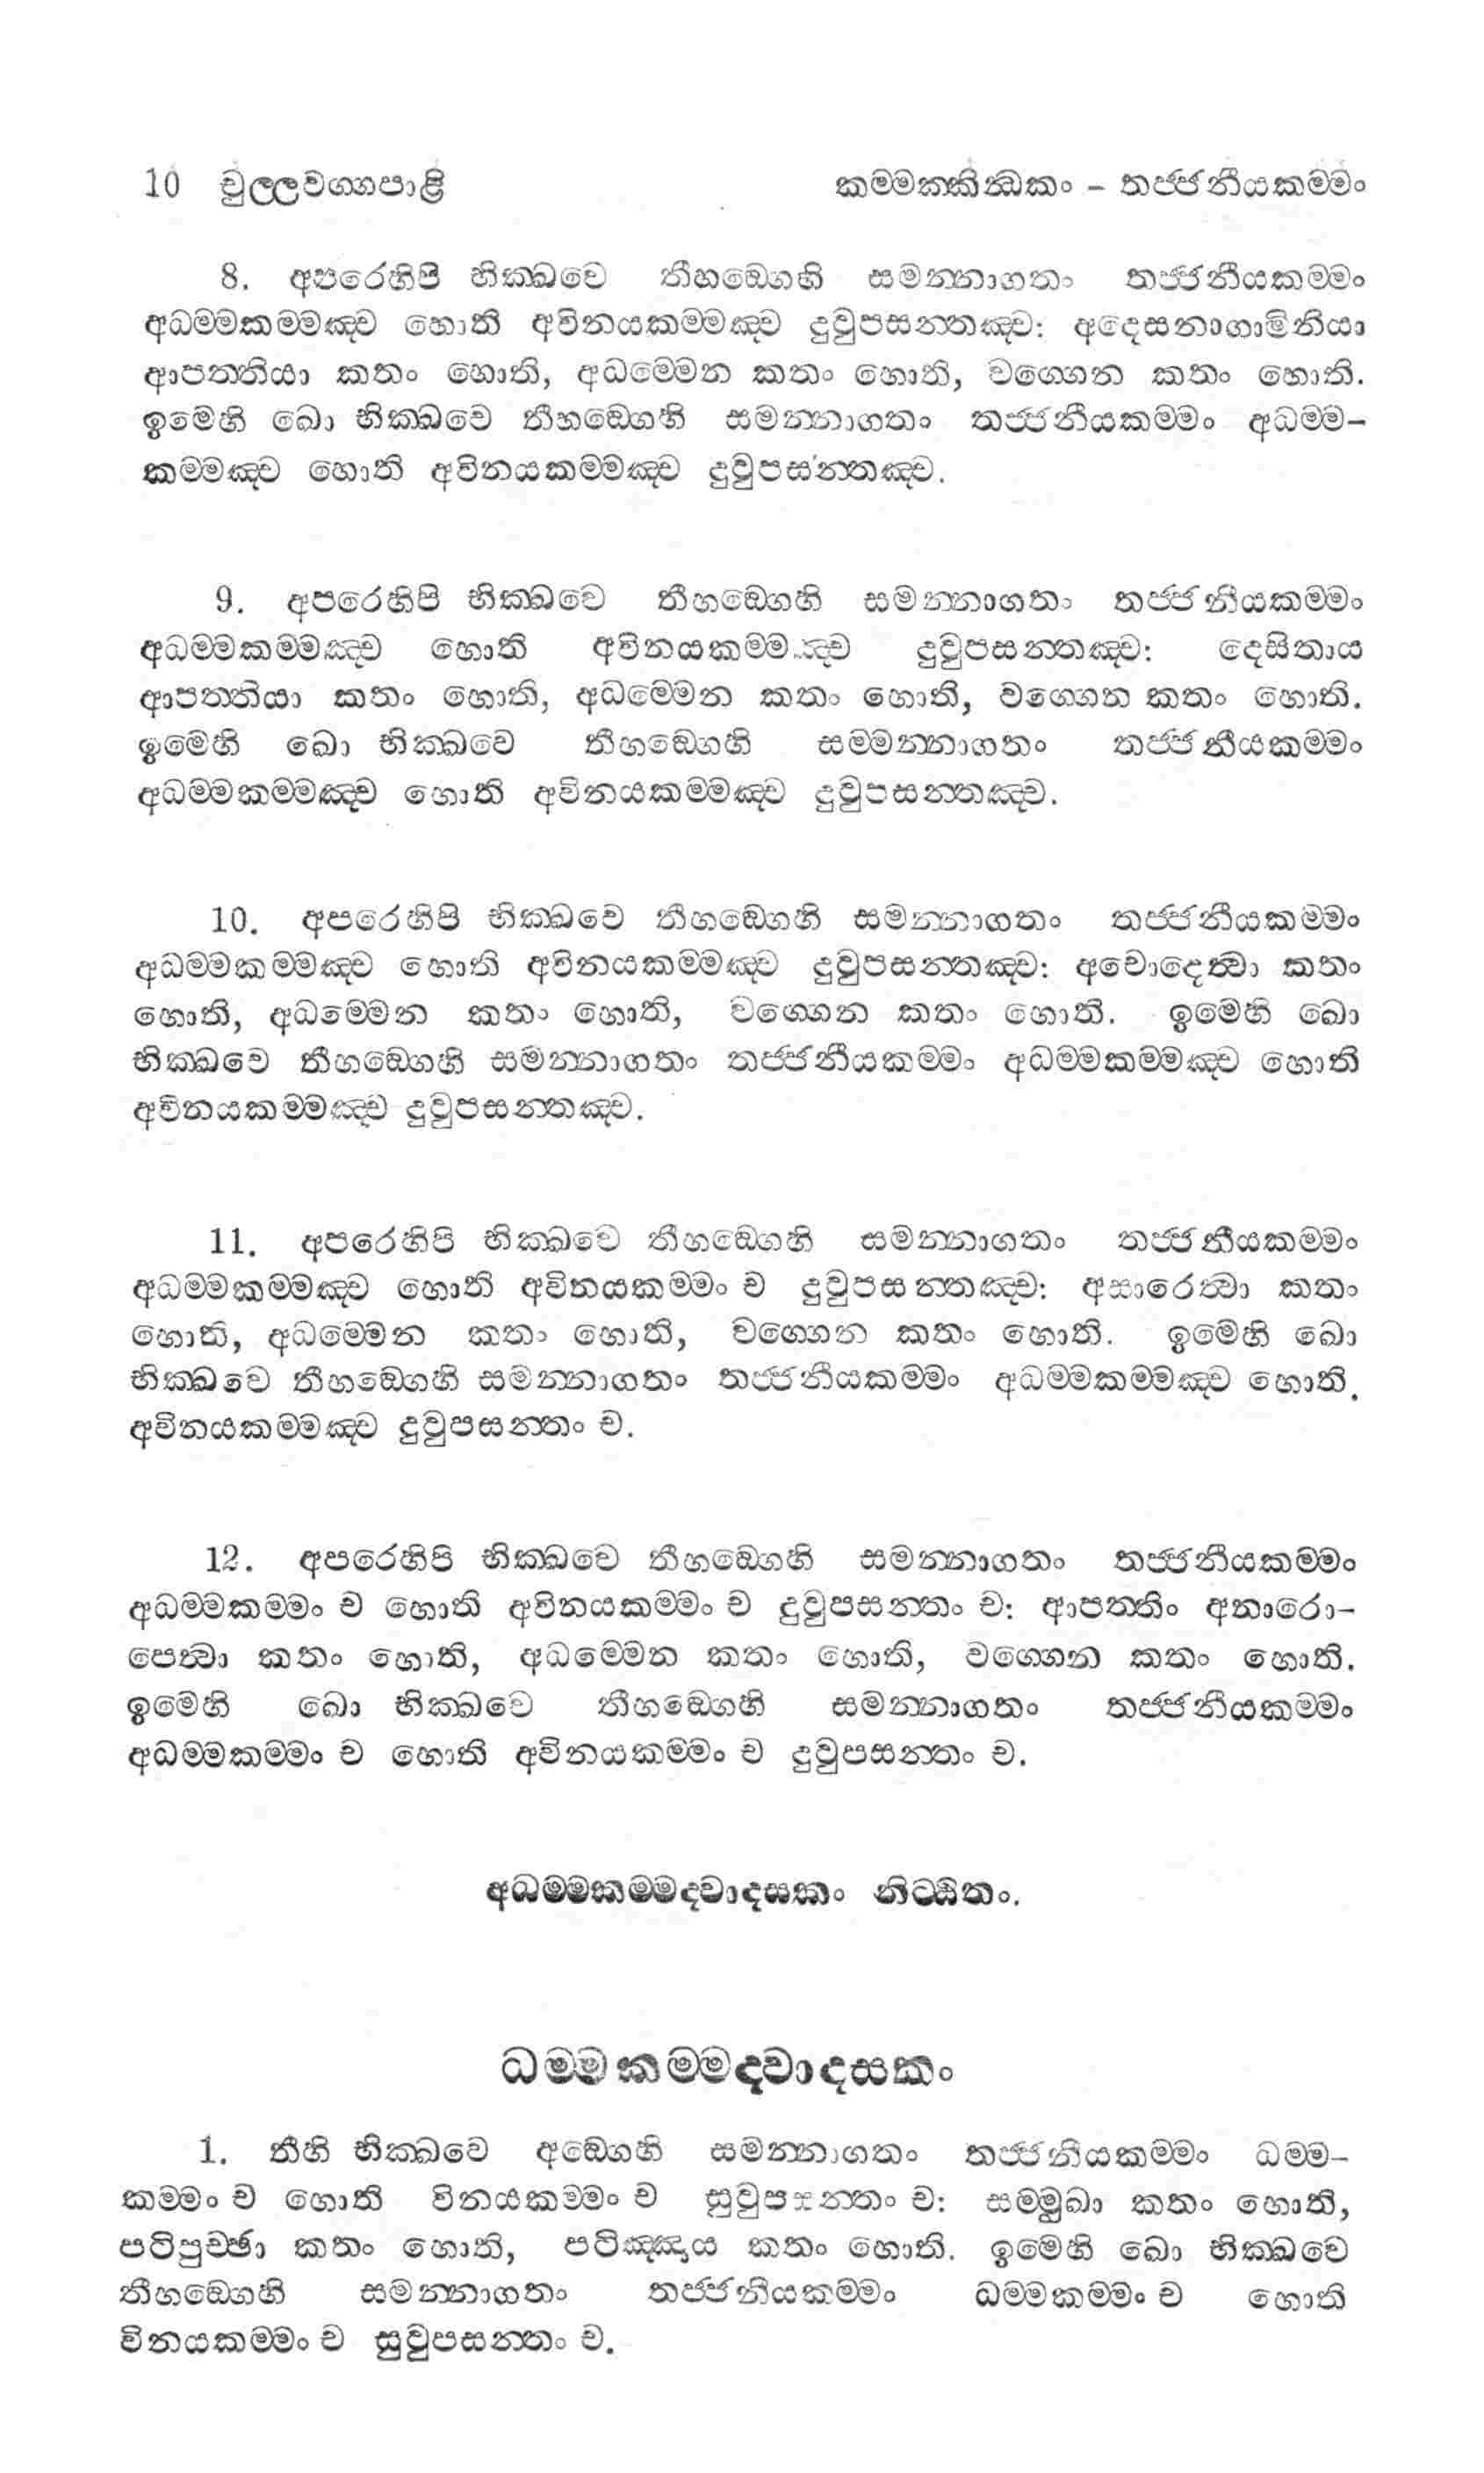 10 චුල්ලවග්ගපාළි කම්මක්ඛන්ධකං - තජ්ජනීයකම්මං
8. අපරෙහිපි භික්ඛවෙ තීහඞ්ගෙහි සමන්නාගතං තජ්ජනීයකම්මං
අධම්මකම්මඤ්ච හොති අවිනයකම්මඤ්ච දුවූපසන්තඤ්ච: අදෙසනාගාමිනියා
ආපත්තියා කතං හොති, අධම්මෙන කතං හොති, වග්ගෙන කතං හොති.
ඉමෙහි ඛො භික්ඛවෙ තීහඞ්ගෙහි සමන්නාගතං තජ්ජනීයකම්මං අධම්ම-
කම්මඤ්ච හොති අවිනයකම්මඤ්ච දුවූපසන්තඤ්ච.
9. අපරෙහිපි භික්ඛවෙ තීහඞ්ගෙහි සමන්නාගතං තජ්ජනීයකම්මං
අධම්මකම්මඤ්ච හොති අවිනයකම්මඤ්ච දුවූපසන්තඤ්ච: දෙසිතාය
ආපත්තියා කතං හොති, අධම්මෙන කතං හොති, වග්ගෙන කතං හොති.
ඉමෙහි ඛො භික්ඛවෙ තීහඞ්ගෙහි සම්මන්නාගතං තජ්ජනීයකම්මං
අධම්මකම්මඤ්ච හොති අවිනයකම්මඤ්ච දුවූපසන්තඤ්ච.
10. අපරෙහිපි භික්ඛවෙ තීහඞ්ගෙහි සමන්නාගතං තජ්ජනීයකම්මං
අධම්මකම්මඤ්ච හොති අවිනයකම්මඤ්ච දුවූපසන්තඤ්ච: අචොදෙත්වා කතං
හොති, අධම්මෙන කතං හොති, වග්ගෙන කතං හොති. ඉමෙහි ඛො
භික්ඛවෙ තීහඞ්ගෙහි සමන්නාගතං තජ්ජනීයකම්මං අධම්මකම්මඤ්ච හොති
අවිනයකම්මඤ්ච දුවූපසන්තඤ්ච.
11. අපරෙහිපි භික්ඛවෙ තීහඞ්ගෙහි සමන්නාගතං තජ්ජනීයකම්මං
අධම්මකම්මඤ්ච හොති අවිනයකම්මං ච දුවූපසන්තඤ්ච: අසාරෙත්වා කතං
හොති, අධම්මෙන කතං හොති, වග්ගෙන කතං හොති. ඉමෙහි ඛො
භික්ඛවෙ තීහඞ්ගෙහි සමන්නාගතං තජ්ජනීයකම්මං අධම්මකම්මඤ්ච හොති.
අවිනයකම්මඤ්ච දුවූපසන්තං ච.
12. අපරෙහිපි භික්ඛවෙ තීහඞ්ගෙහි සමන්නාගතං තජ්ජනීයකම්මං
අධම්මකම්මං ච හොති අවිනයකම්මං ච දුවූපසන්තං ච: ආපත්තිං අනාරො-
පෙත්වා කතං හොති, අධම්මෙන කතං හොති, වග්ගෙන කතං හොති.
ඉමෙහි ඛො භික්ඛවෙ තීහඞ්ගෙහි සමන්නාගතං තජ්ජනීයකම්මං
අධම්මකම්මං ච හොති අවිනයකම්මං ච දුවූපසන්තං ච.
අධම්මකම්මද්වාදසකං නිට්ඨිතං.
ධම්මකම්මද්වාදසකං
1. තීහි භික්ඛවෙ අඞ්ගෙහි සමන්නාගතං තජ්ජනීයකම්මං ධම්ම-
කම්මං ච හොති විනයකම්මං ච සුවූපසන්තං ච: සම්මුඛා කතං හොති,
පටිපුච්ඡා කතං හොති, පටිඤ්ඤාය කතං හොති. ඉමෙහි ඛො භික්ඛවෙ
තීහඞ්ගෙහි සමන්නාගතං තජ්ජනීයකම්මං ධම්මකම්මං ච හොති
විනයකම්මං ච සුවූපසන්තං ච.